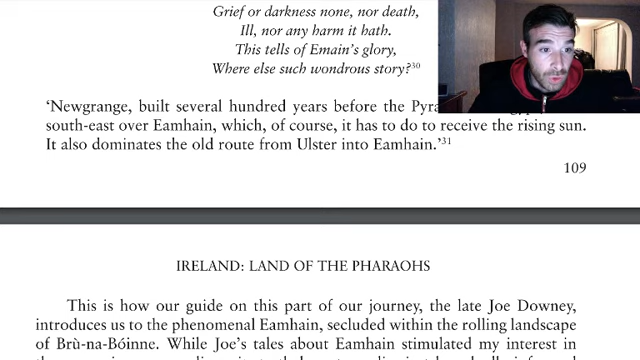 Grief or darkness none, nor death,
Ill, nor any harm it hath.
This tells of Emain's glory,
Where else such wondrous story?30
'Newgrange, built several hundred years before the
south-east over Eamhain, which, of course, it has to do to receive the rising sun.
It also dominates the old route from Ulster into Eamhain.'31
109
IRELAND: LAND OF THE PHARAOHS
This is how our guide on this part of our journey, the late Joe Downey,
introduces us to the phenomenal Eamhain, secluded within the rolling landscape
of Brù-na-Bóinne. While Joe's tales about Eamhain stimulated my interest in